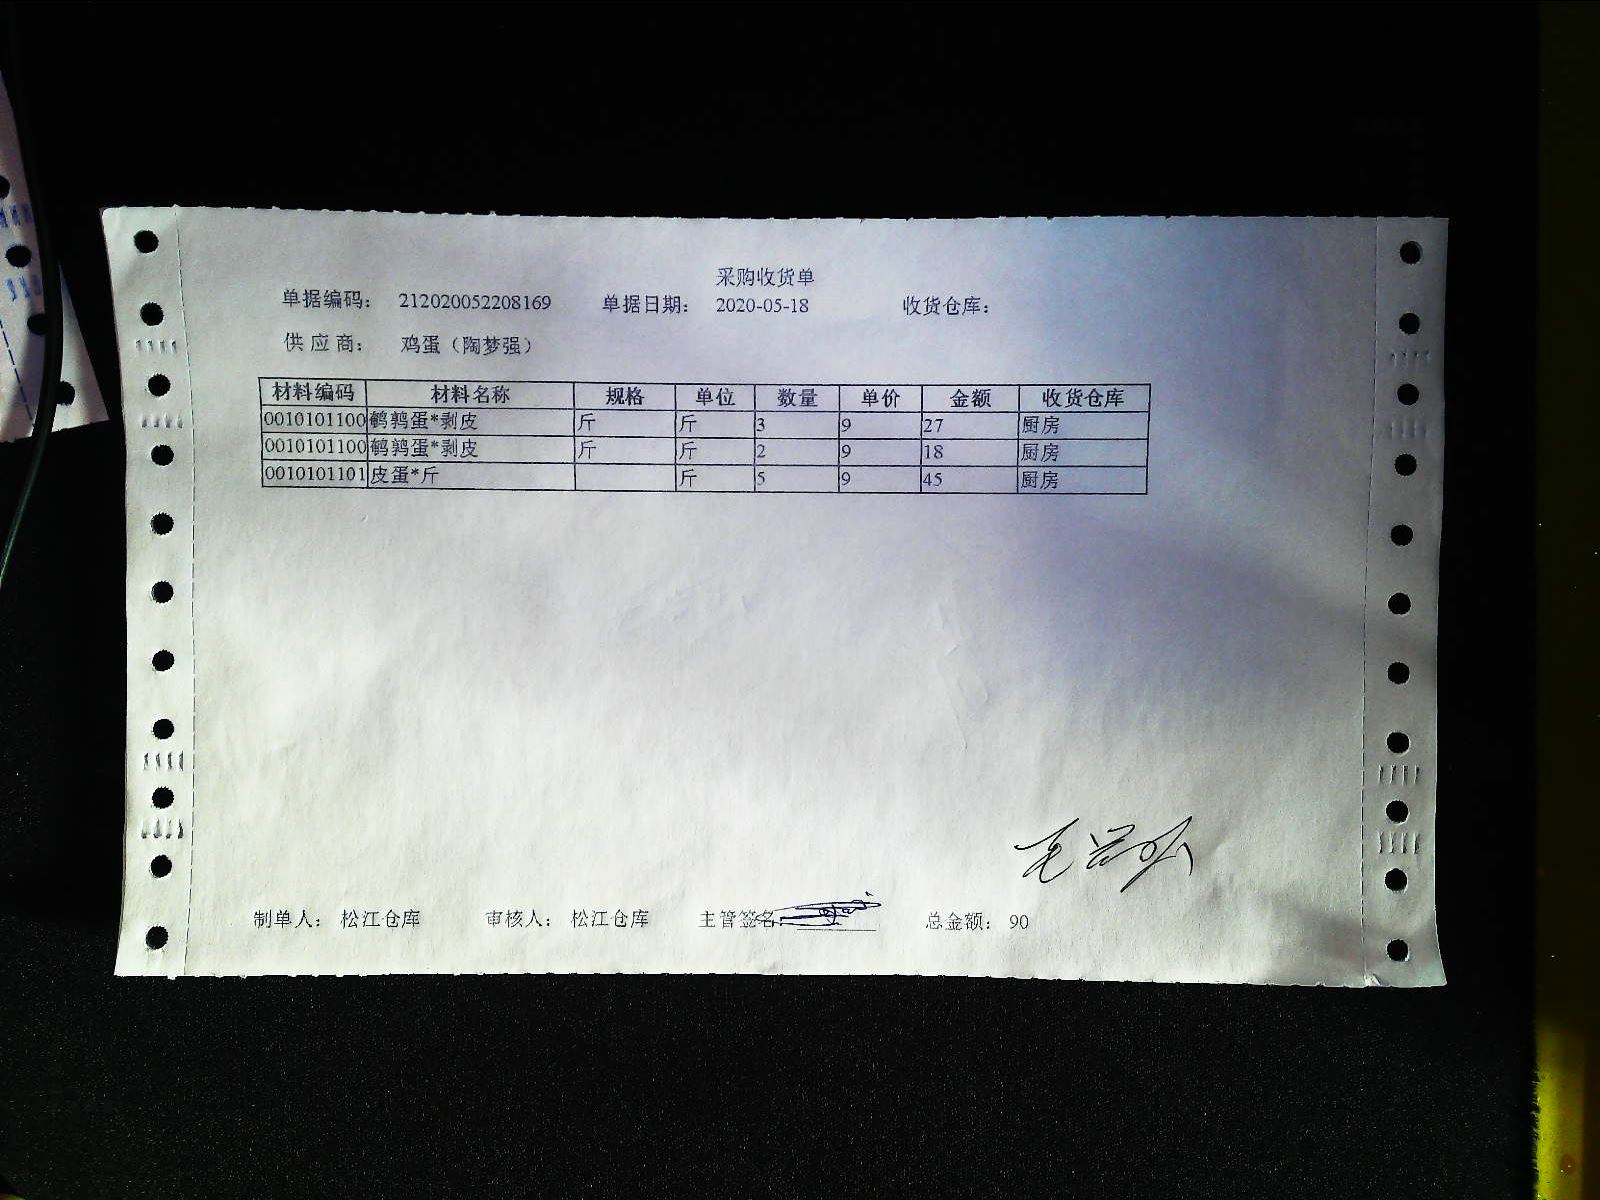 采购收货单
单据编码: 212020052208169 单据日期: 2020-05-18 收货仓库:
供应商: 鸡蛋（陶梦强）
材料编码 材料名称 规格 单位 数量 单价 金额 收货仓库
0010101100 鹌鹑蛋*剥皮 斤 斤 3 9 27 厨房
0010101100 鹌鹑蛋*剥皮 斤 斤 2 9 18 厨房
0010101101 皮蛋*斤 斤 5 9 45 厨房
制单人: 松江仓库 审核人: 松江仓库 主管签名: 总金额: 90